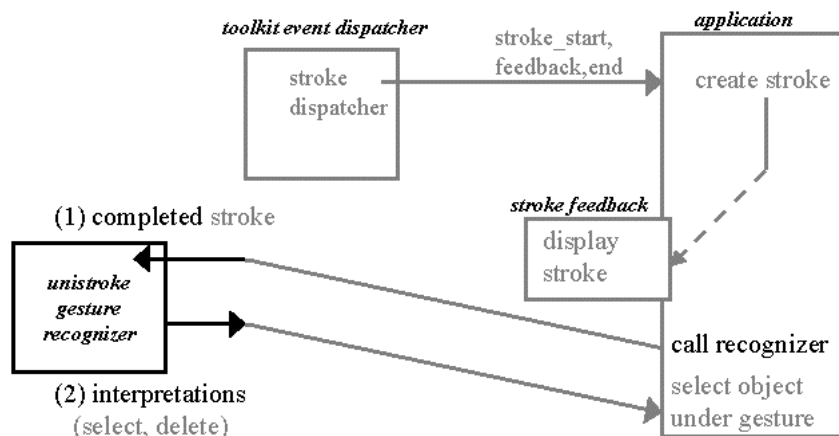 toolkit event dispatcher
application
stroke_start,
feedback,end
stroke
dispatcher
create stroke
(1) completed stroke
stroke feedback
display
stroke
unistroke
gesture
recognizer
call recognizer
(2) interpretations
(select, delete)
select object
under gesture